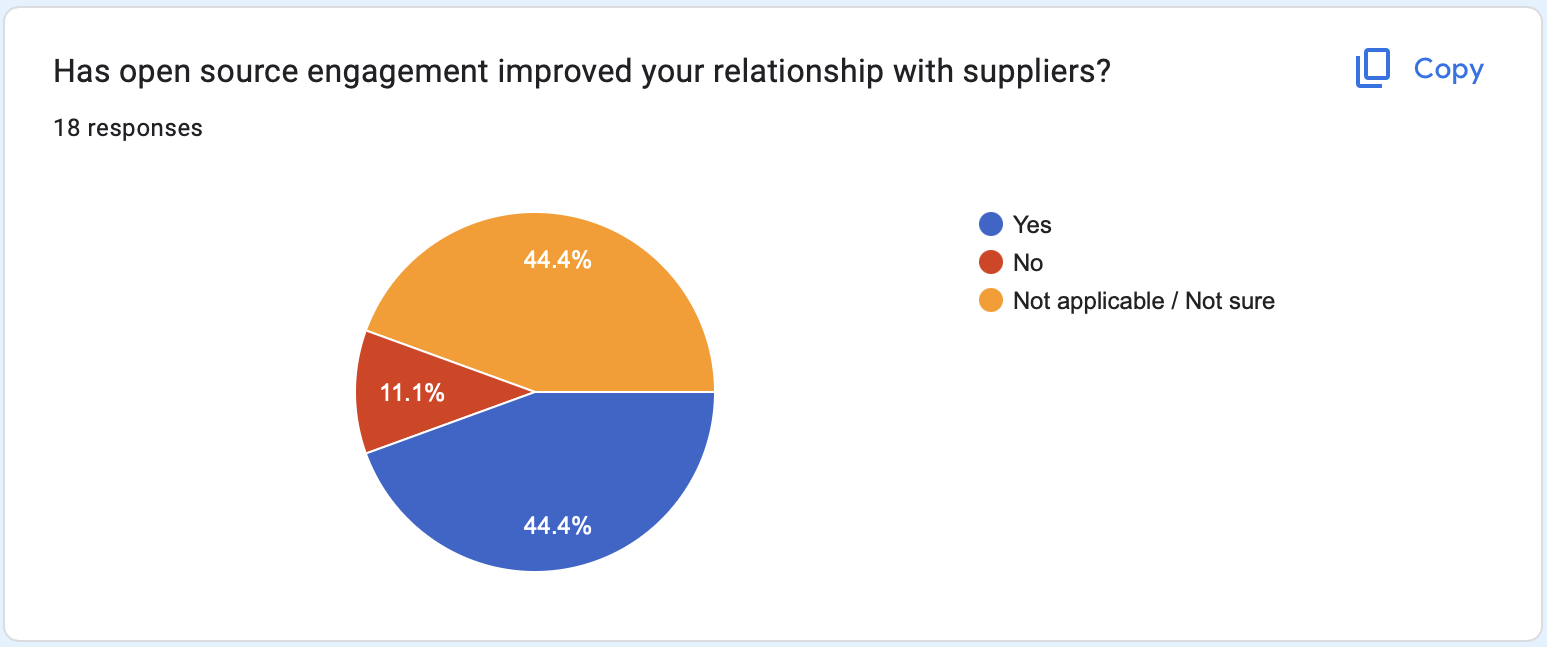 Has open source engagement improved your relationship with suppliers?
Copy
18 responses
44.4%
11.1%
44.4%
Yes
No
Not applicable / Not sure